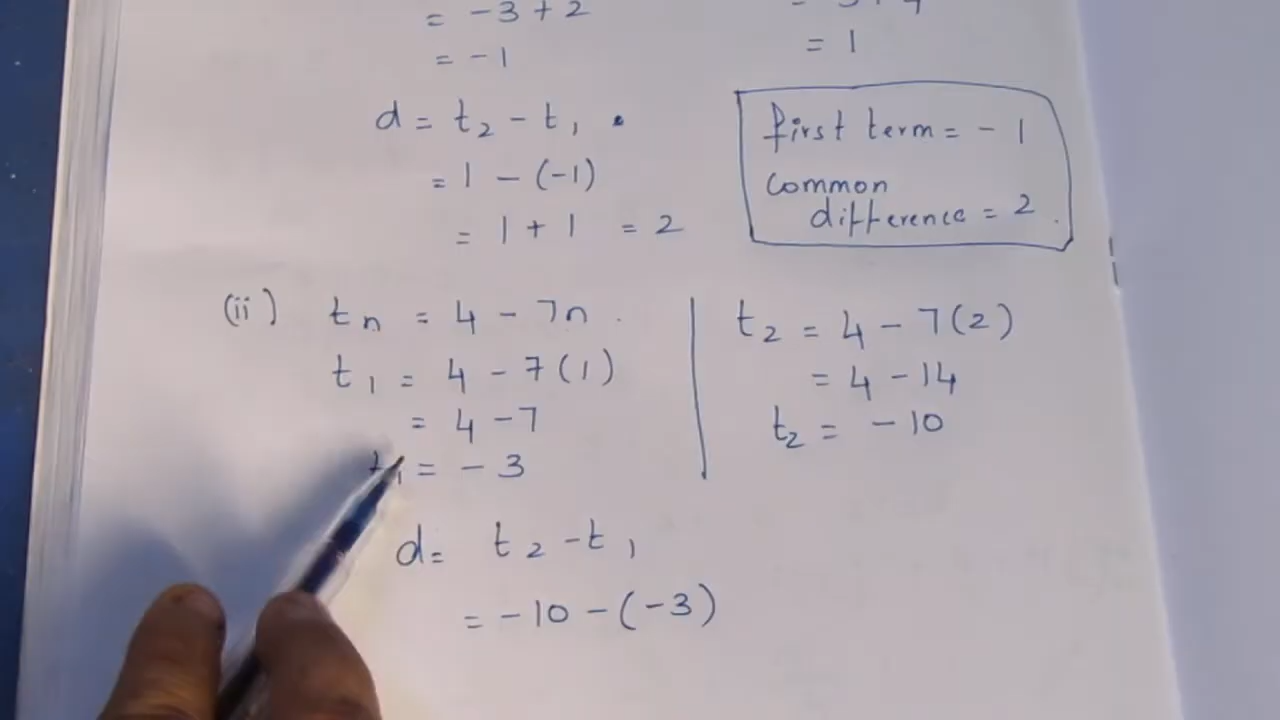 = -3 + 2
= -1
= 1
d = t2 - t1
= 1 - (-1)
= 1 + 1 = 2
first term = - 1
common
difference = 2.
(ii) tn = 4 - 7n.
t1 = 4 - 7(1)
= 4 - 7
t1 = - 3
t2 = 4 - 7(2)
= 4 - 14
t2 = - 10
d = t2 - t1
= -10 - (-3)